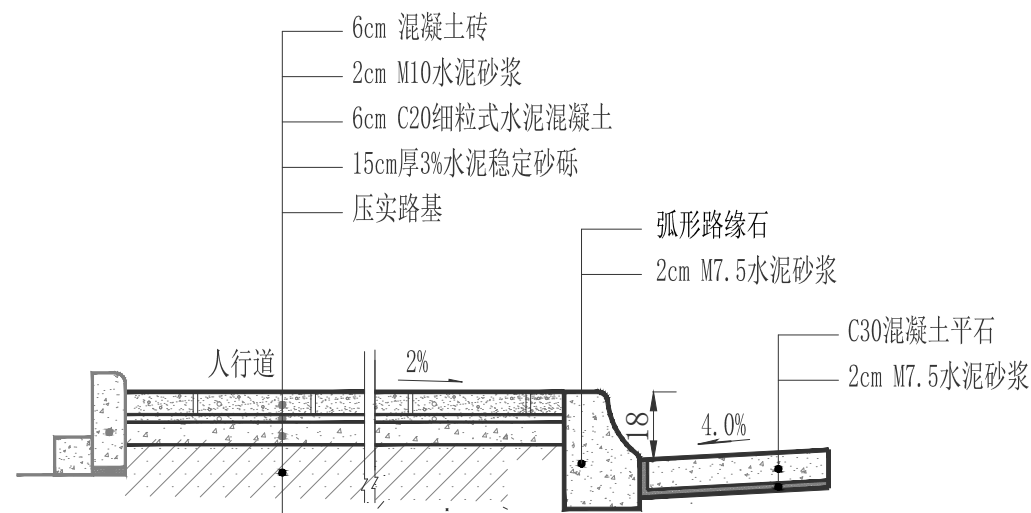 6cm 混凝土砖
2cm M10水泥砂浆
6cm C20细粒式水泥混凝土
15cm厚3%水泥稳定砂砾
压实路基
弧形路缘石
2cm M7.5水泥砂浆
C30混凝土平石
2cm M7.5水泥砂浆
人行道
2%
18
4.0%